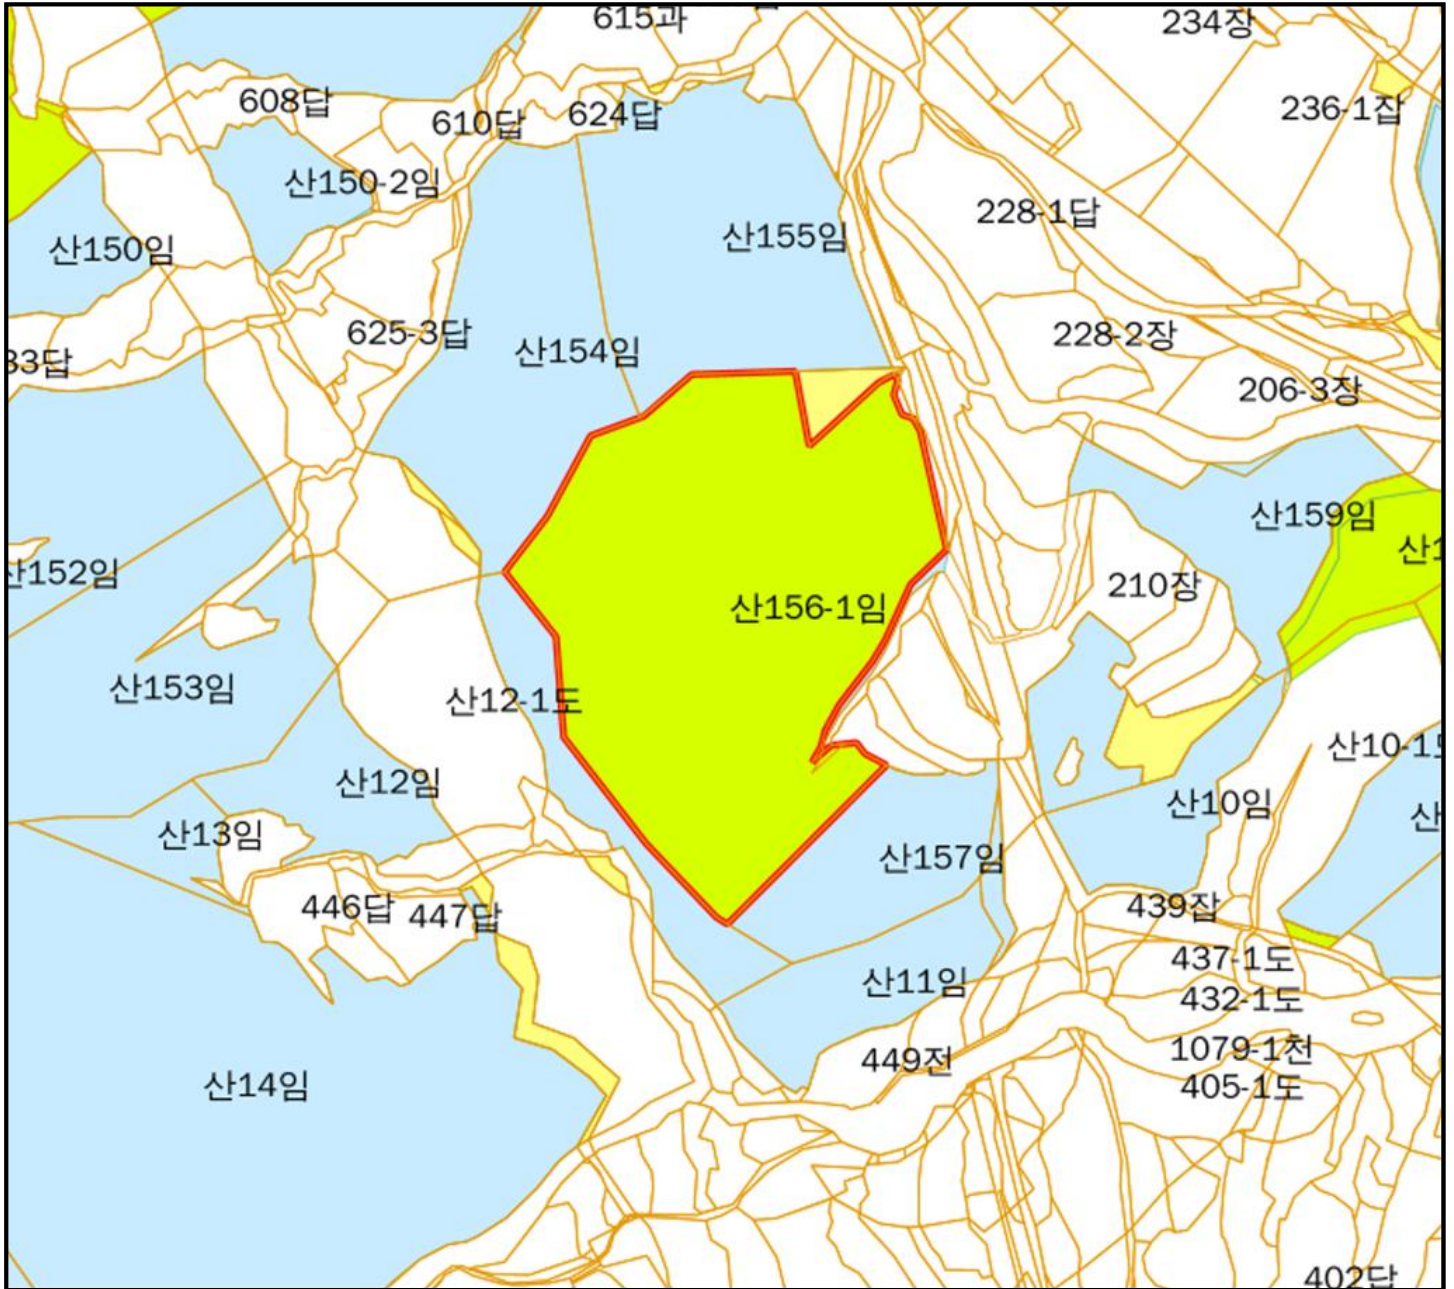 615과
234장
608답
236-1잡
624답
610답
산150-2임
228-1답
산155임
산150임
625-3답
228-2장
산154임
206-3장
산159임
산152임
210장
산156-1임
산153임
산12-1도
산12임
산10임
산13임
산157임
446답
447답
439잡
437-1도
산11임
432-1도
1079-1천
449전
산14임
405-1도
402답